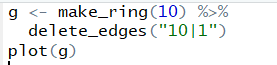 g <- make_ring(10) %>%
  delete_edges("10|1")
plot(g)